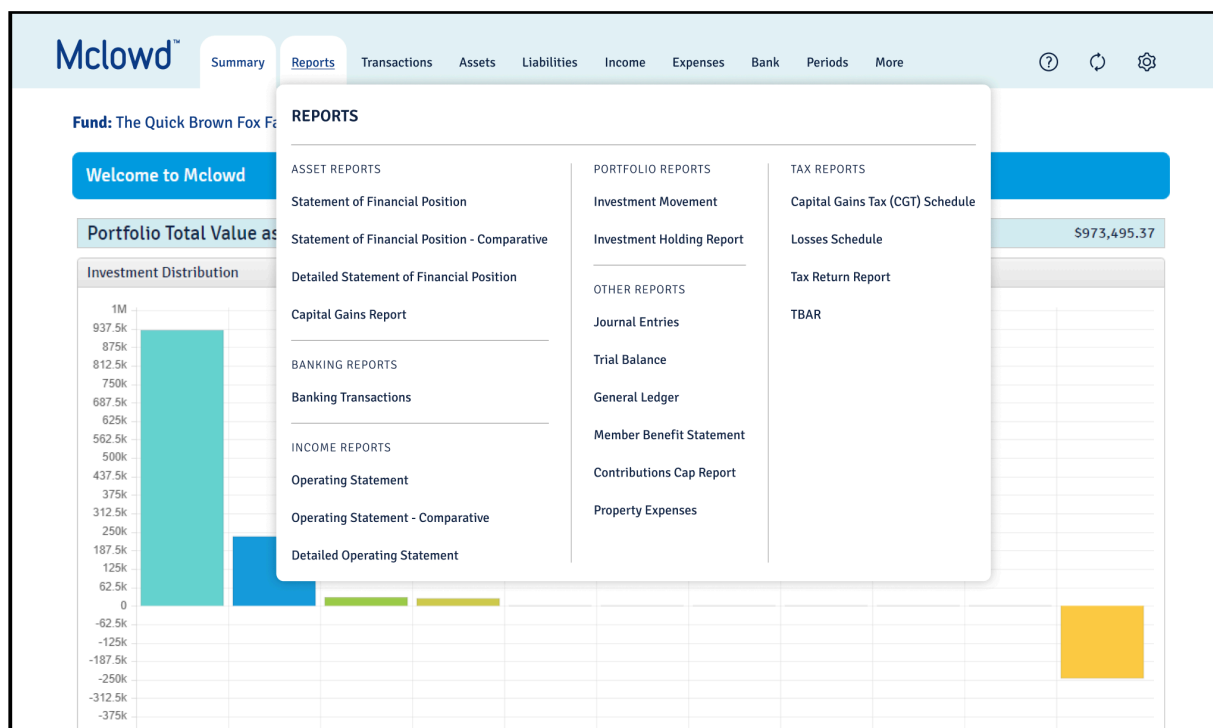 Mclowd™
Summary Reports Transactions Assets Liabilities Income Expenses Bank Periods More
Fund: The Quick Brown Fox
REPORTS
Welcome to Mclowd
Portfolio Total Value as
$973,495.37
Investment Distribution
ASSET REPORTS
Statement of Financial Position
Statement of Financial Position - Comparative
Detailed Statement of Financial Position
Capital Gains Report
BANKING REPORTS
Banking Transactions
INCOME REPORTS
Operating Statement
Operating Statement - Comparative
Detailed Operating Statement
PORTFOLIO REPORTS
Investment Movement
Investment Holding Report
OTHER REPORTS
Journal Entries
Trial Balance
General Ledger
Member Benefit Statement
Contributions Cap Report
Property Expenses
TAX REPORTS
Capital Gains Tax (CGT) Schedule
Losses Schedule
Tax Return Report
TBAR
1M
937.5k
875k
812.5k
750k
687.5k
625k
562.5k
500k
437.5k
375k
312.5k
250k
187.5k
125k
62.5k
0
-62.5k
-125k
-187.5k
-250k
-312.5k
-375k